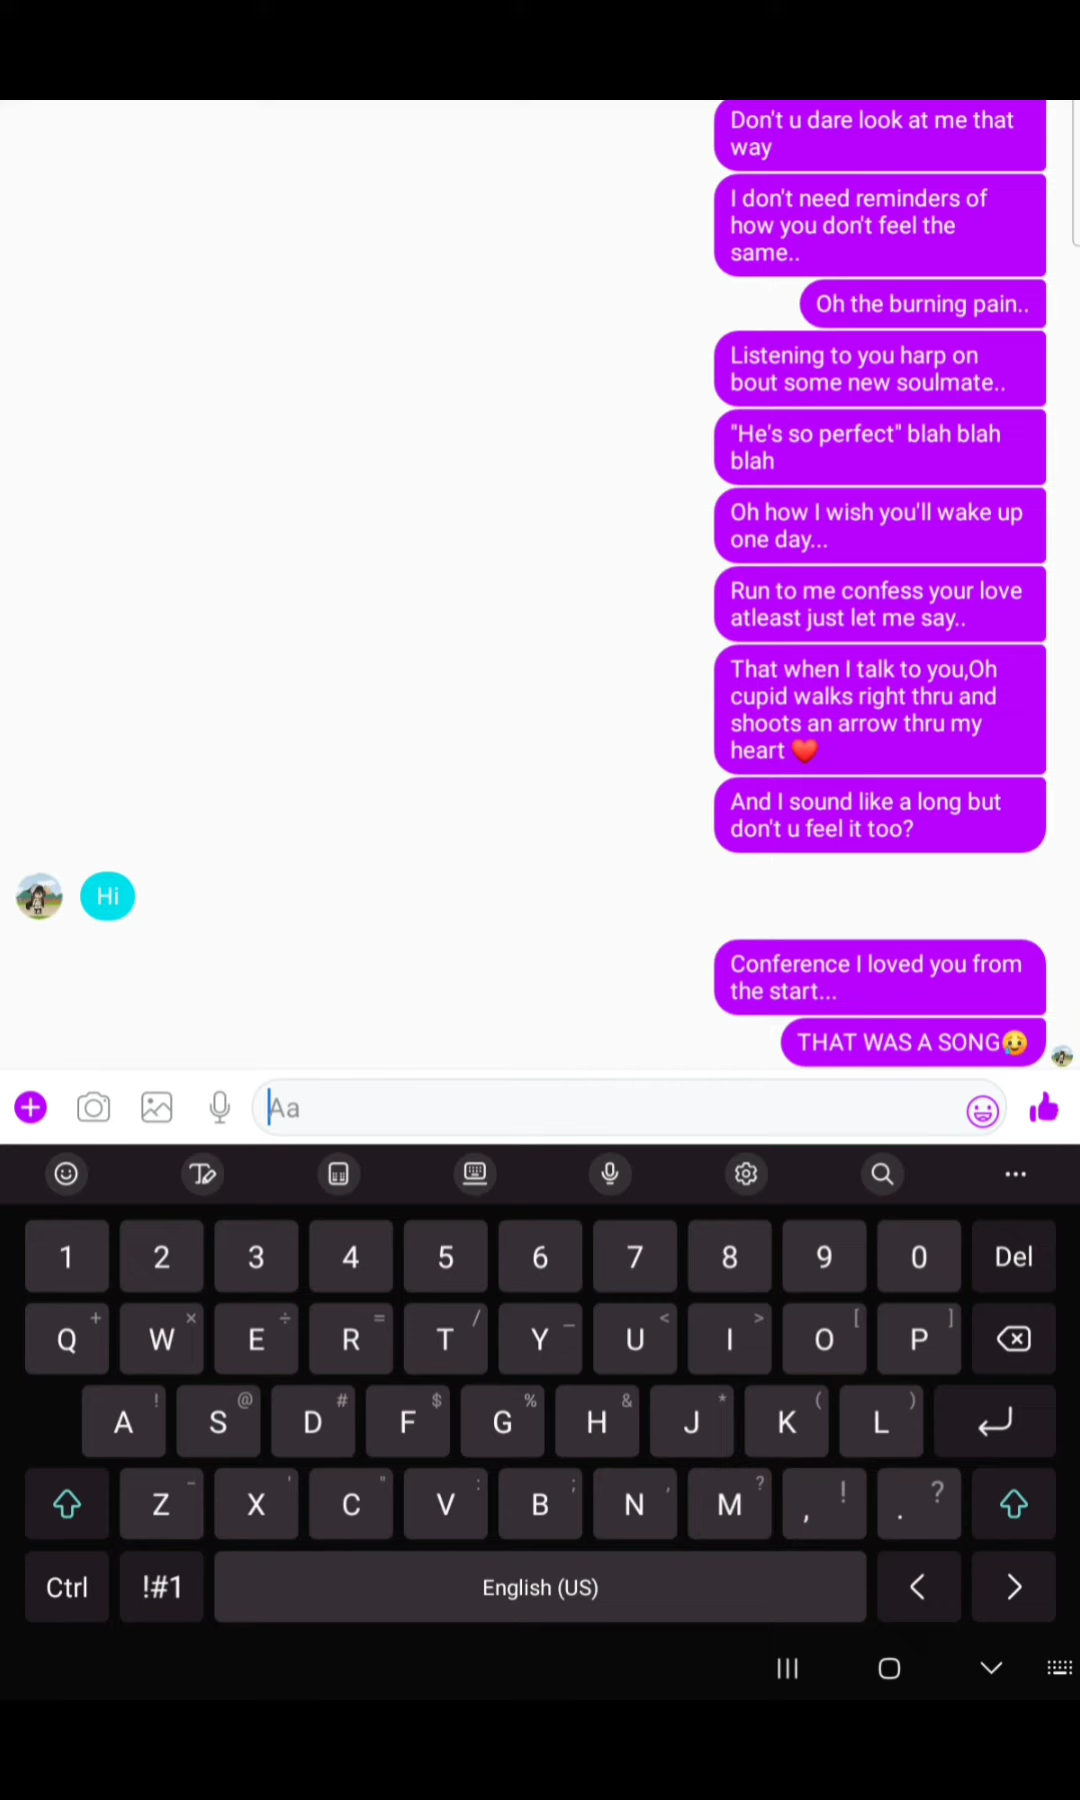 Don't u dare look at me that
way
I don't need reminders of
how you don't feel the
same..
Oh the burning pain..
Listening to you harp on
bout some new soulmate..
"He's so perfect" blah blah
blah
Oh how I wish you'll wake up
one day...
Run to me confess your love
atleast just let me say..
That when I talk to you,Oh
cupid walks right thru and
shoots an arrow thru my
heart ❤️
And I sound like a long but
don't u feel it too?
Hi
Conference I loved you from
the start...
THAT WAS A SONG🥲
Aa
1 2 3 4 5 6 7 8 9 0 Del
+ × ÷ = / _ < > [ ]
Q W E R T Y U I O P
! @ # $ % & * ( )
A S D F G H J K L
- ' " : ; , ? ! ?
Z X C V B N M , .
Ctrl !#1 English (US) < >